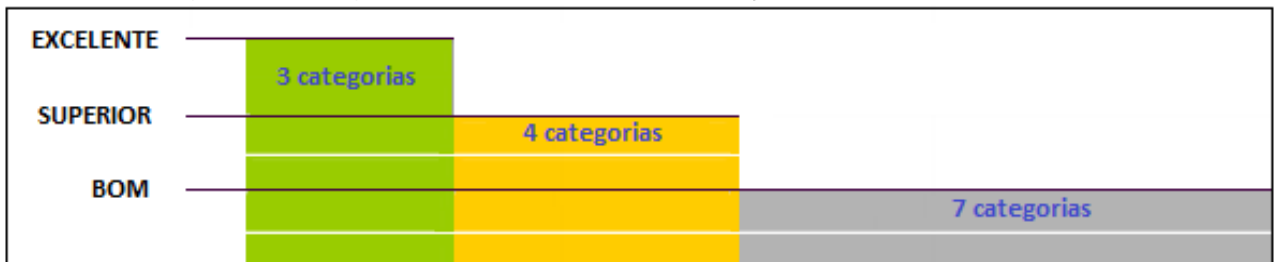 EXCELENTE
3 categorias
SUPERIOR
4 categorias
BOM
7 categorias